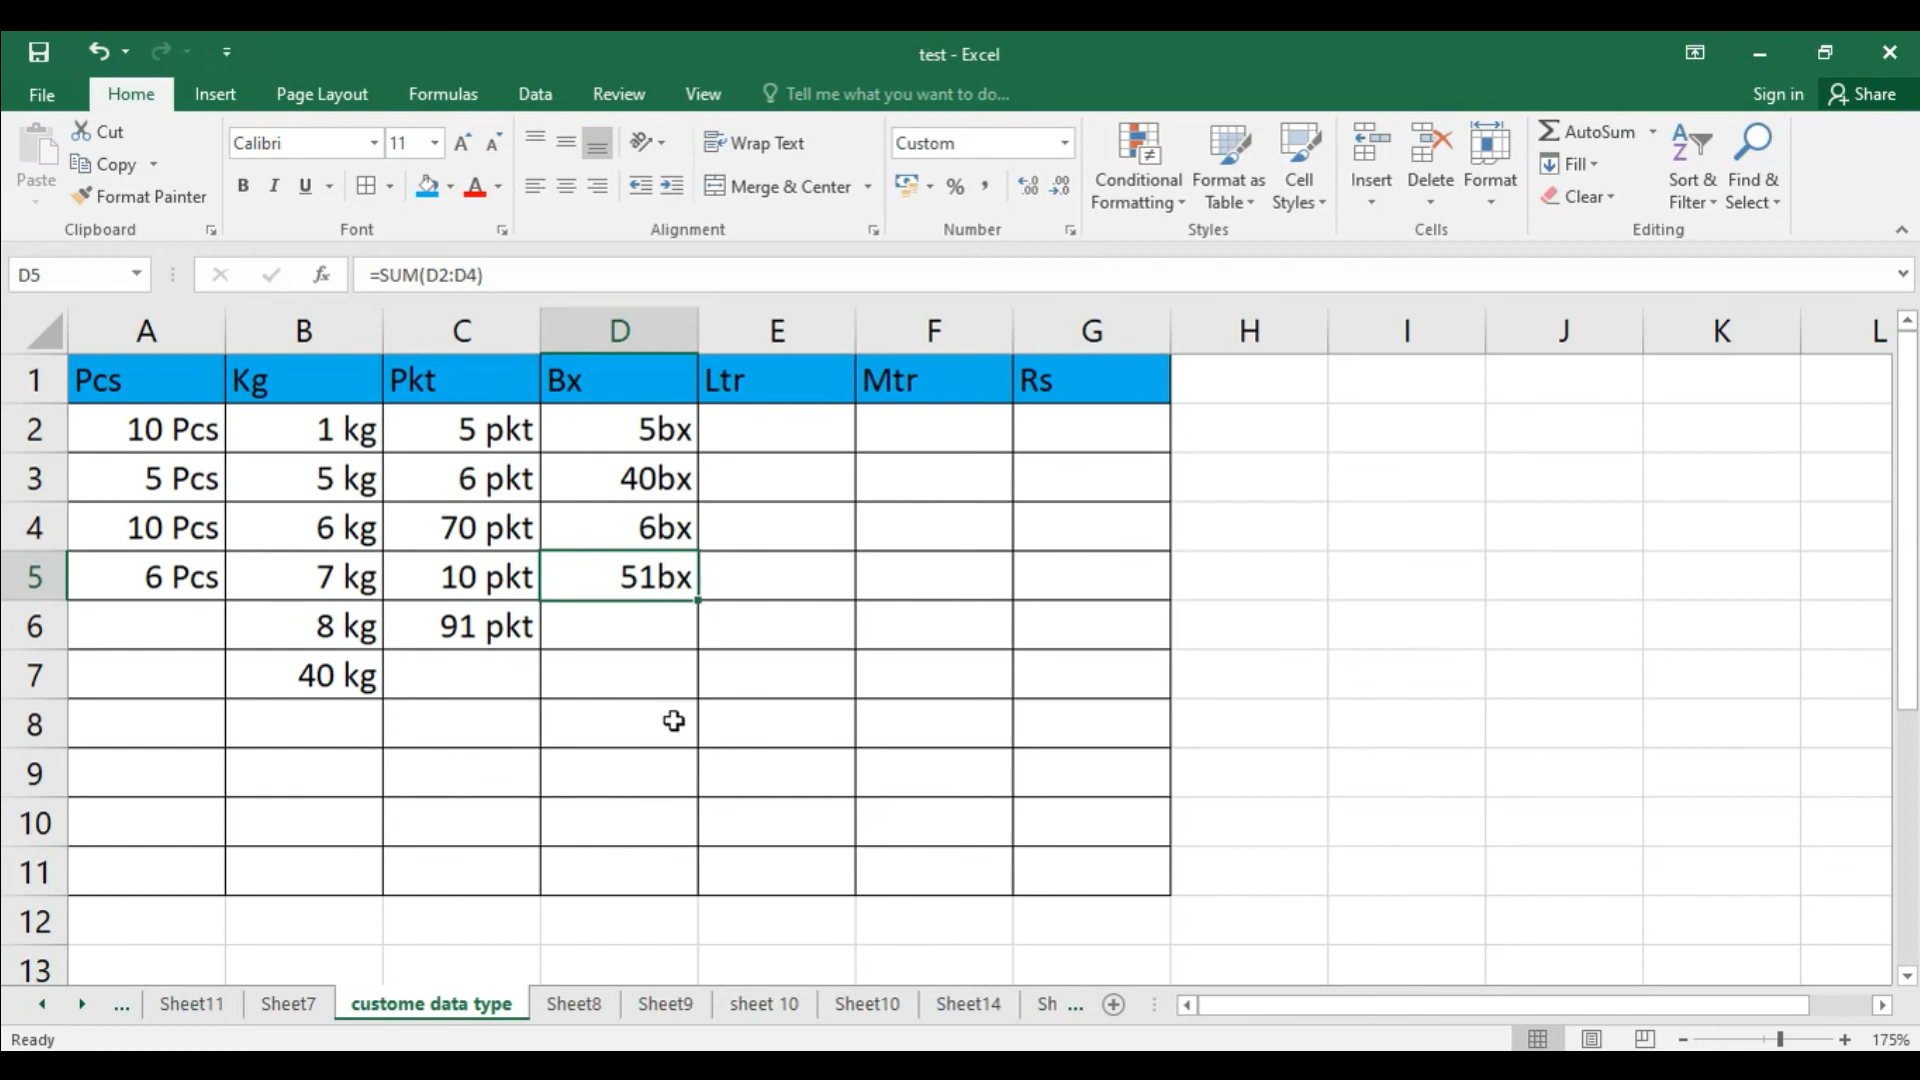 test - Excel
File Home Insert Page Layout Formulas Data Review View Tell me what you want to do... Sign in Share
Paste Cut Copy Format Painter Clipboard
Calibri 11 B I U Font
Wrap Text Merge & Center Alignment
Custom % , .00 .0 Number
Conditional Formatting Format as Table Cell Styles Styles
Insert Delete Format Cells
AutoSum Fill Clear Sort & Filter Find & Select Editing
D5 fx =SUM(D2:D4)
A B C D E F G H I J K L
1 Pcs Kg Pkt Bx Ltr Mtr Rs
2 10 Pcs 1 kg 5 pkt 5bx
3 5 Pcs 5 kg 6 pkt 40bx
4 10 Pcs 6 kg 70 pkt 6bx
5 6 Pcs 7 kg 10 pkt 51bx
6 8 kg 91 pkt
7 40 kg
8
9
10
11
12
13
... Sheet11 Sheet7 custome data type Sheet8 Sheet9 sheet 10 Sheet10 Sheet14 Sh ...
Ready 175%